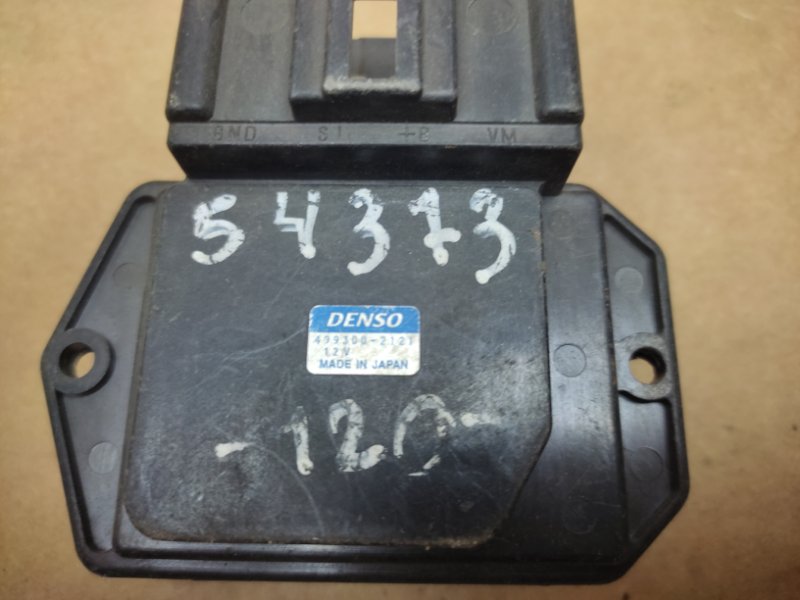 GND S1 +B VM
54373
DENSO
499300-2121
12V
MADE IN JAPAN
-120-